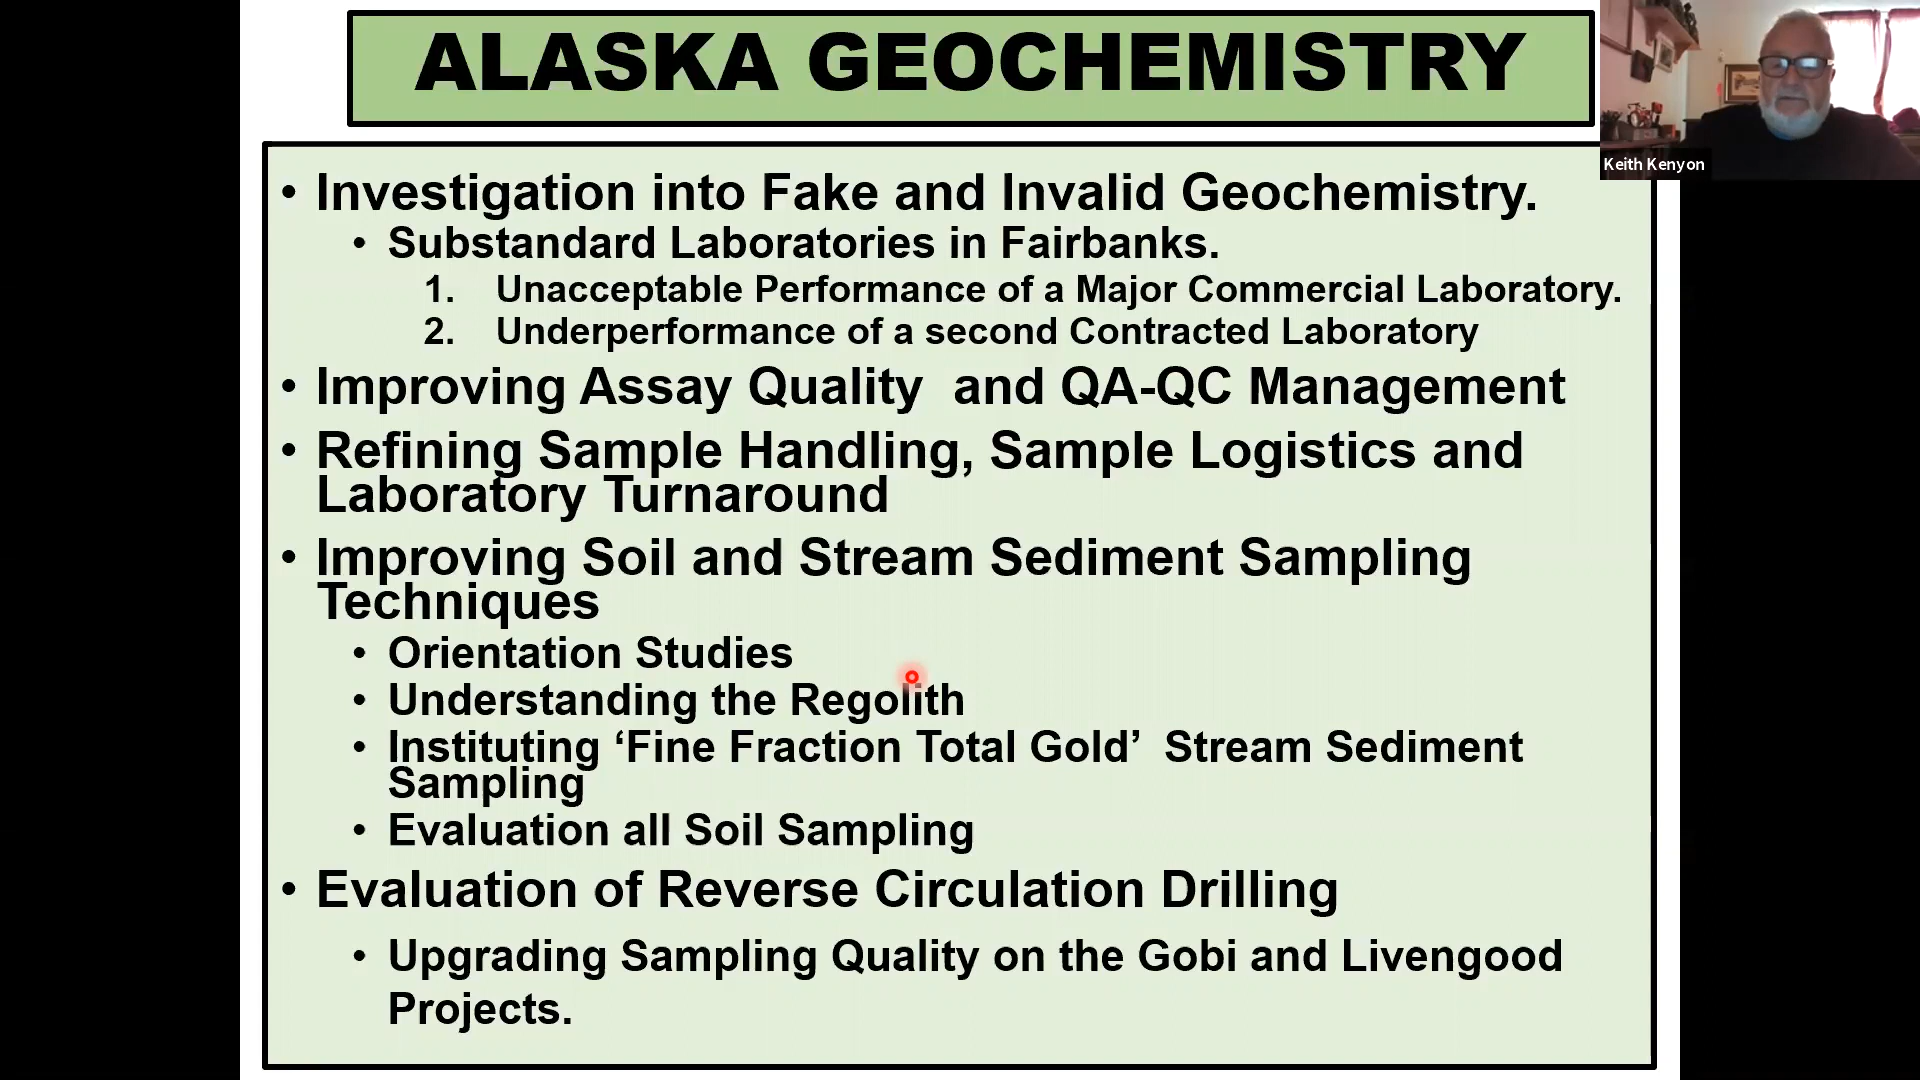 ALASKA GEOCHEMISTRY
Keith Kenyon
• Investigation into Fake and Invalid Geochemistry.
• Substandard Laboratories in Fairbanks.
1. Unacceptable Performance of a Major Commercial Laboratory.
2. Underperformance of a second Contracted Laboratory
• Improving Assay Quality and QA-QC Management
• Refining Sample Handling, Sample Logistics and
Laboratory Turnaround
• Improving Soil and Stream Sediment Sampling
Techniques
• Orientation Studies
• Understanding the Regolith
• Instituting ‘Fine Fraction Total Gold’ Stream Sediment
Sampling
• Evaluation all Soil Sampling
• Evaluation of Reverse Circulation Drilling
• Upgrading Sampling Quality on the Gobi and Livengood
Projects.